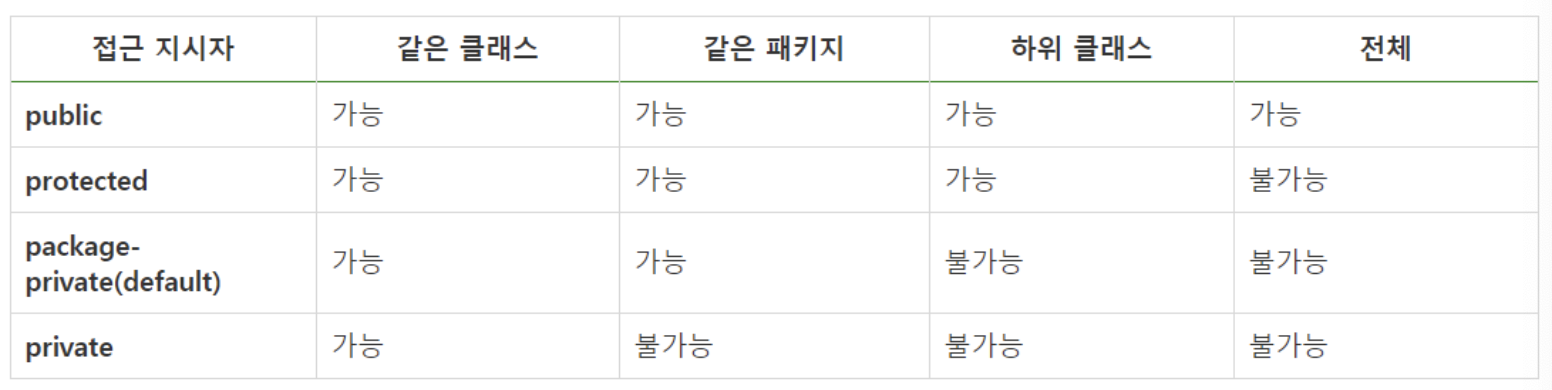 접근 지시자 같은 클래스 같은 패키지 하위 클래스 전체
public 가능 가능 가능 가능
protected 가능 가능 가능 불가능
package-
private(default) 가능 가능 불가능 불가능
private 가능 불가능 불가능 불가능